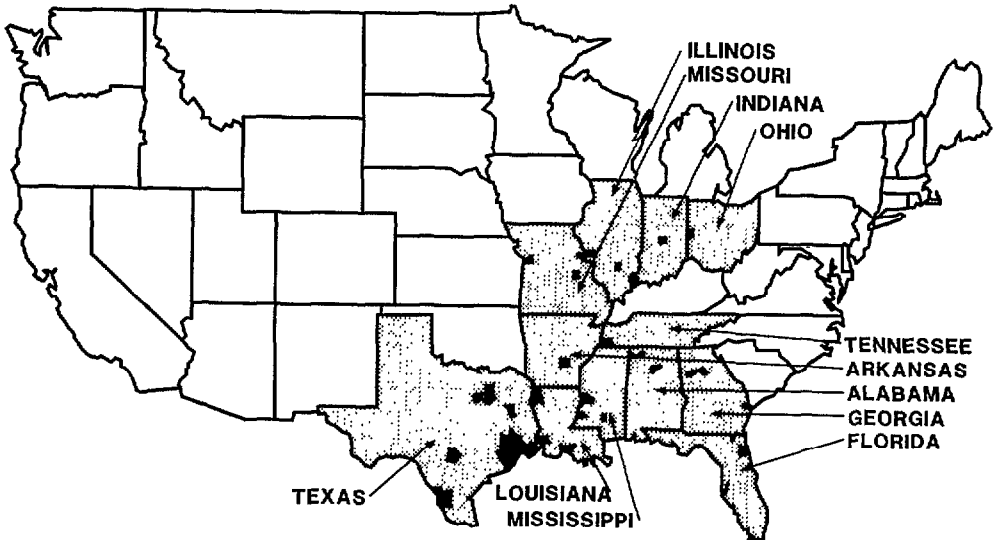 ILLINOIS
MISSOURI
INDIANA
OHIO
TENNESSEE
ARKANSAS
ALABAMA
GEORGIA
FLORIDA
TEXAS
LOUISIANA
MISSISSIPPI